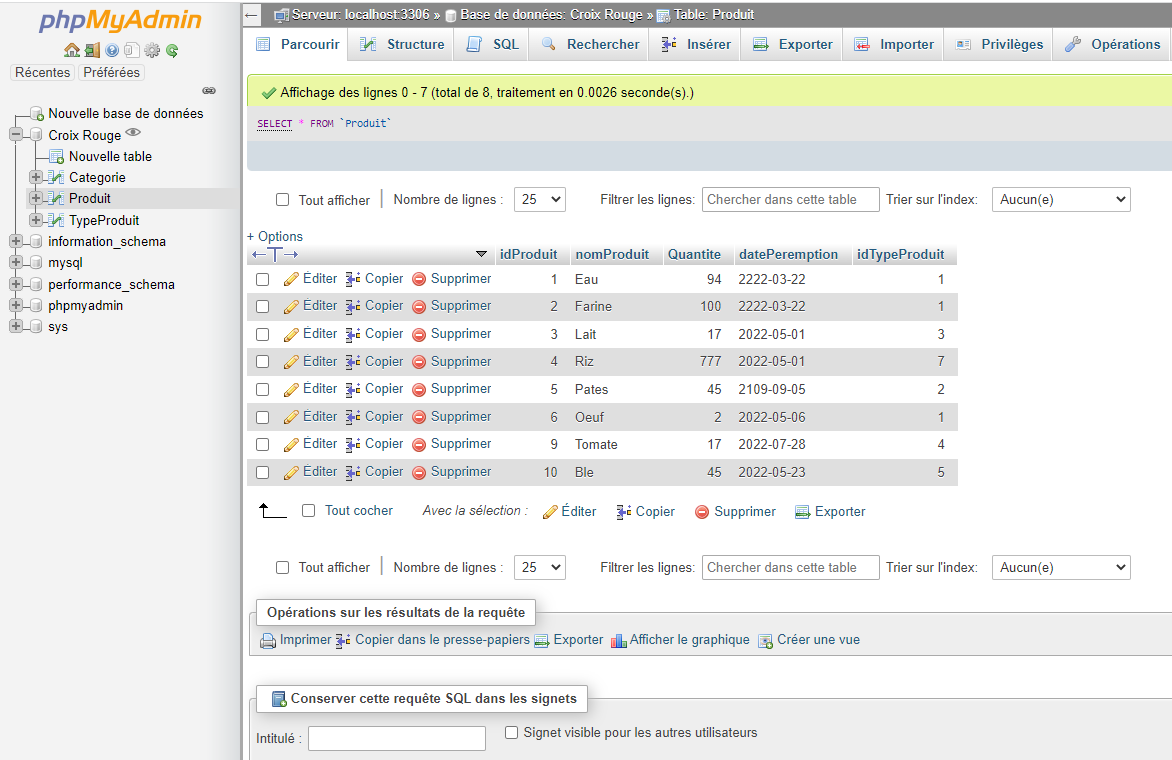 phpMyAdmin
Récentes Préférées
Nouvelle base de données
Croix Rouge
Nouvelle table
Categorie
Produit
TypeProduit
information_schema
mysql
performance_schema
phpmyadmin
sys
Serveur: localhost:3306 » Base de données: Croix Rouge » Table: Produit
Parcourir Structure SQL Rechercher Insérer Exporter Importer Privilèges Opérations
Affichage des lignes 0 - 7 (total de 8, traitement en 0.0026 seconde(s).)
SELECT * FROM `Produit`
Tout afficher Nombre de lignes : 25 Filtrer les lignes: Chercher dans cette table Trier sur l'index: Aucun(e)
+ Options
←T→ idProduit nomProduit Quantite datePeremption idTypeProduit
Éditer Copier Supprimer 1 Eau 94 2222-03-22 1
Éditer Copier Supprimer 2 Farine 100 2222-03-22 1
Éditer Copier Supprimer 3 Lait 17 2022-05-01 3
Éditer Copier Supprimer 4 Riz 777 2022-05-01 7
Éditer Copier Supprimer 5 Pates 45 2109-09-05 2
Éditer Copier Supprimer 6 Oeuf 2 2022-05-06 1
Éditer Copier Supprimer 9 Tomate 17 2022-07-28 4
Éditer Copier Supprimer 10 Ble 45 2022-05-23 5
Tout cocher Avec la sélection : Éditer Copier Supprimer Exporter
Tout afficher Nombre de lignes : 25 Filtrer les lignes: Chercher dans cette table Trier sur l'index: Aucun(e)
Opérations sur les résultats de la requête
Imprimer Copier dans le presse-papiers Exporter Afficher le graphique Créer une vue
Conserver cette requête SQL dans les signets
Intitulé : Signet visible pour les autres utilisateurs